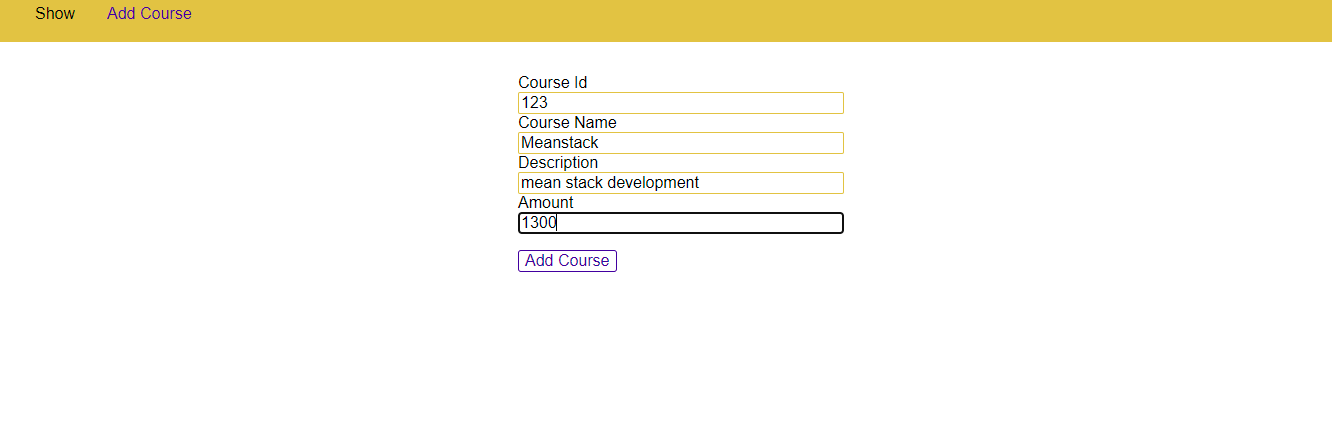 Show Add Course
Course Id
123
Course Name
Meanstack
Description
mean stack development
Amount
1300
Add Course